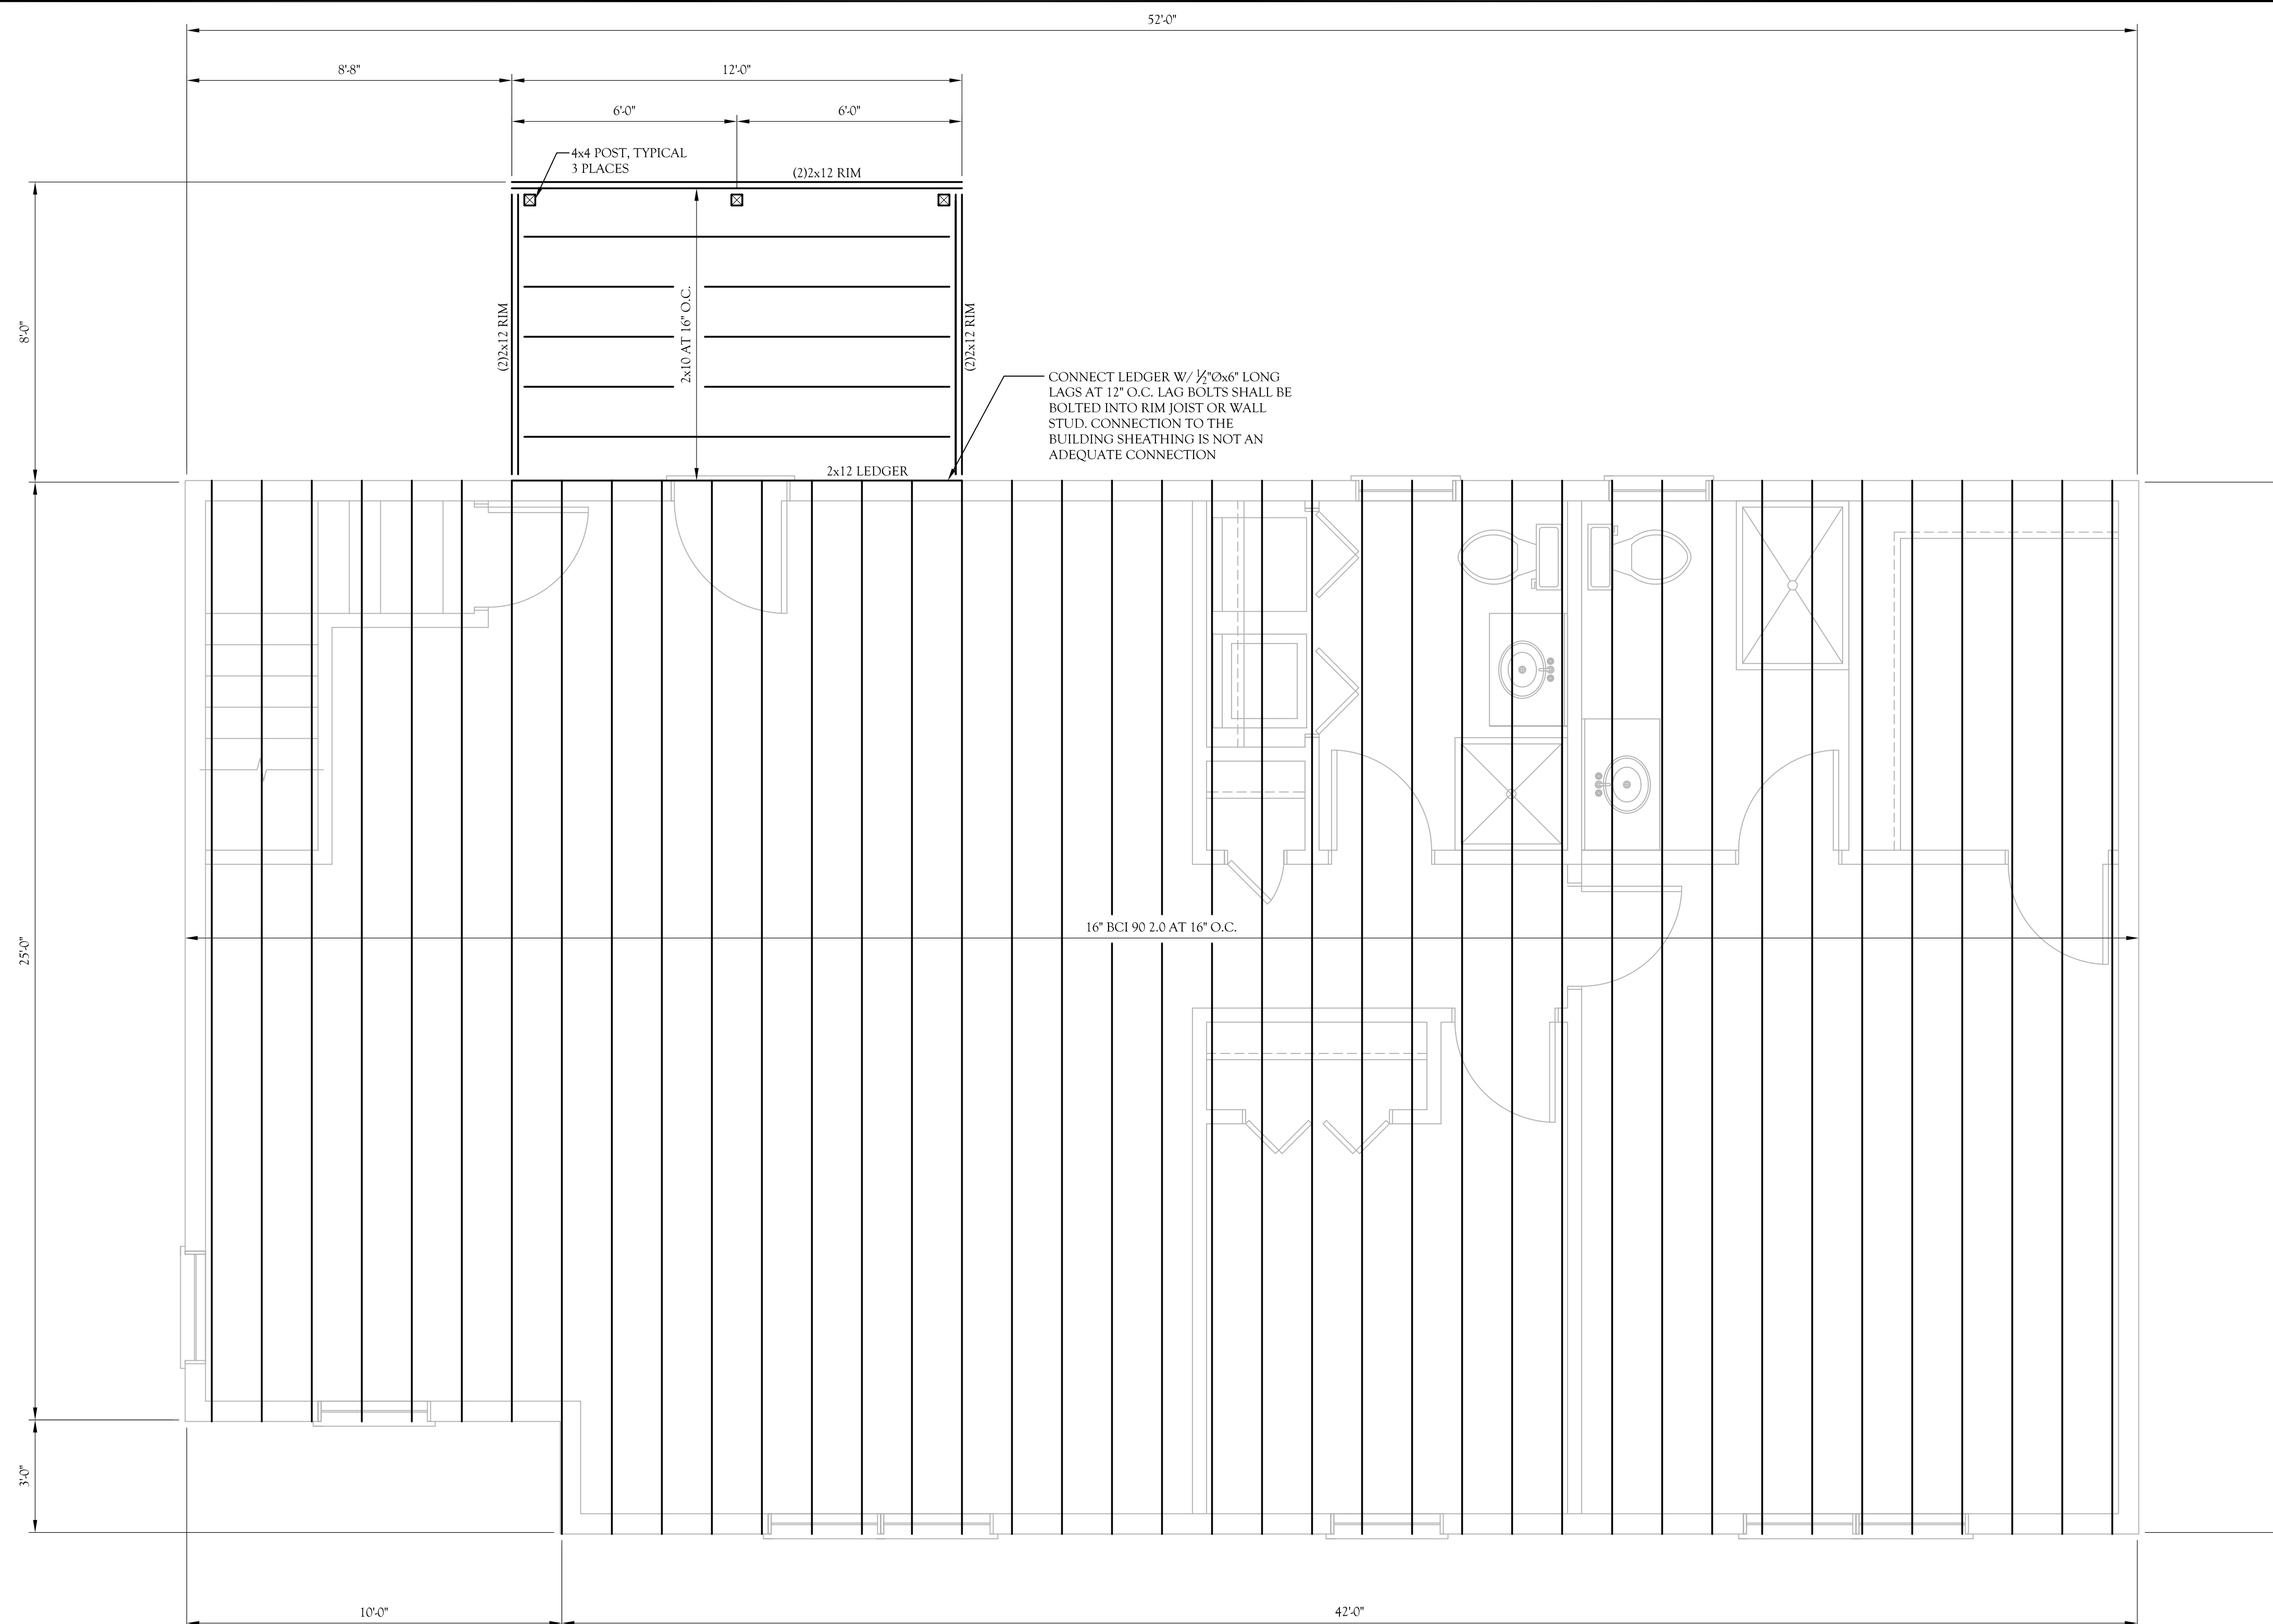 52'-0"
8'-8"
12'-0"
6'-0"
6'-0"
4x4 POST, TYPICAL
3 PLACES
(2)2x12 RIM
(2)2x12 RIM
2x10 AT 16" O.C.
(2)2x12 RIM
8'-0"
CONNECT LEDGER W/ ½"Øx6" LONG
LAGS AT 12" O.C. LAG BOLTS SHALL BE
BOLTED INTO RIM JOIST OR WALL
STUD. CONNECTION TO THE
BUILDING SHEATHING IS NOT AN
ADEQUATE CONNECTION
2x12 LEDGER
25'-0"
16" BCI 90 2.0 AT 16" O.C.
3'-0"
10'-0"
42'-0"